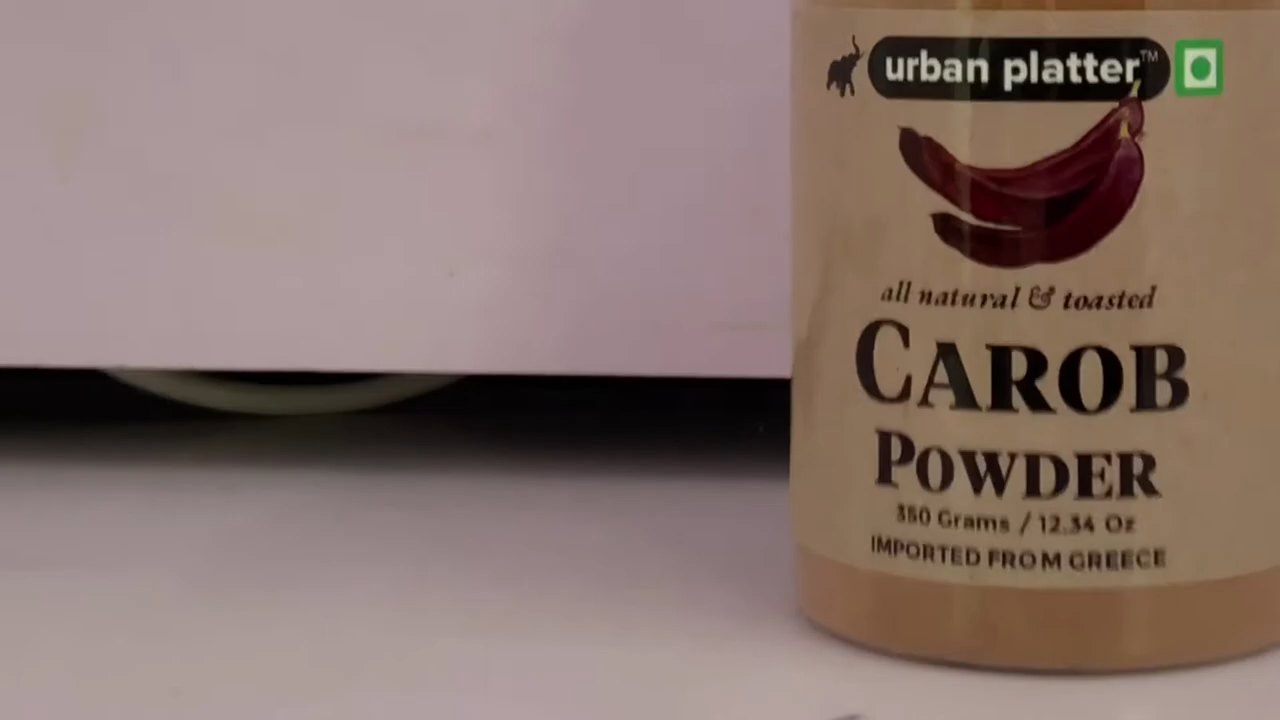 urban platter™
all natural & toasted
CAROB
POWDER
350 Grams / 12.34 Oz
IMPORTED FROM GREECE